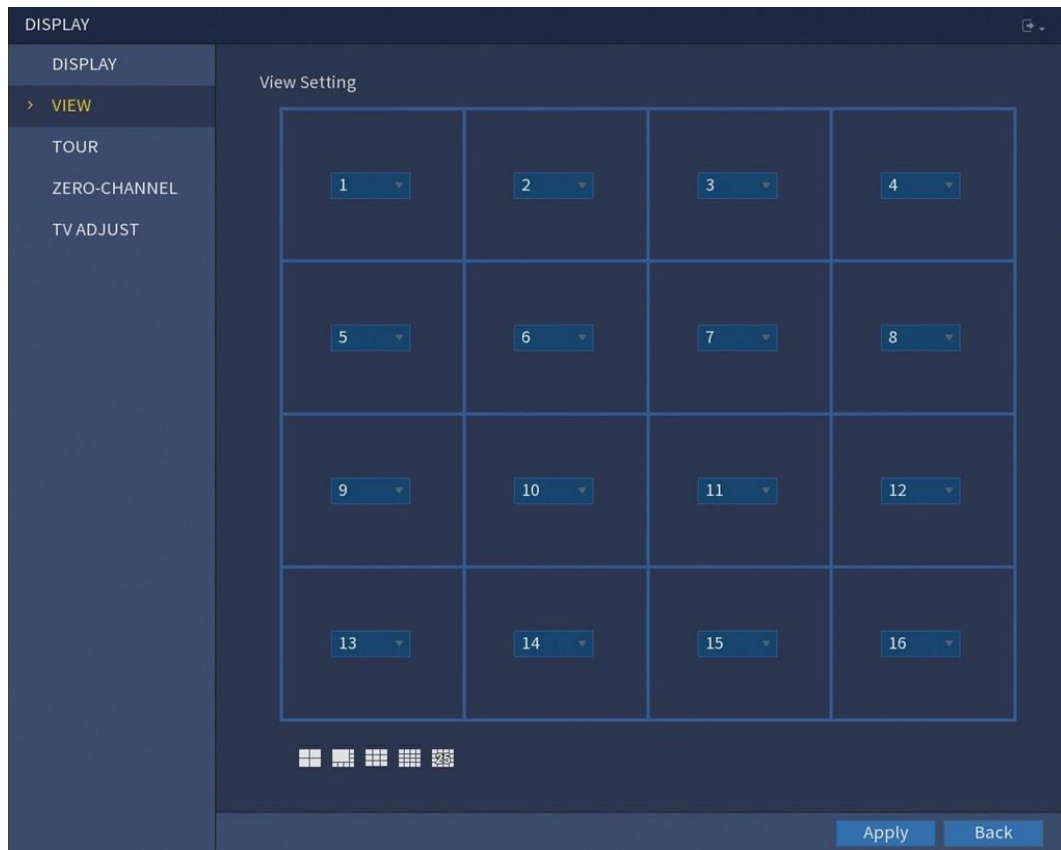 DISPLAY
DISPLAY
VIEW
TOUR
ZERO-CHANNEL
TV ADJUST
View Setting
1 2 3 4
5 6 7 8
9 10 11 12
13 14 15 16
25
Apply Back